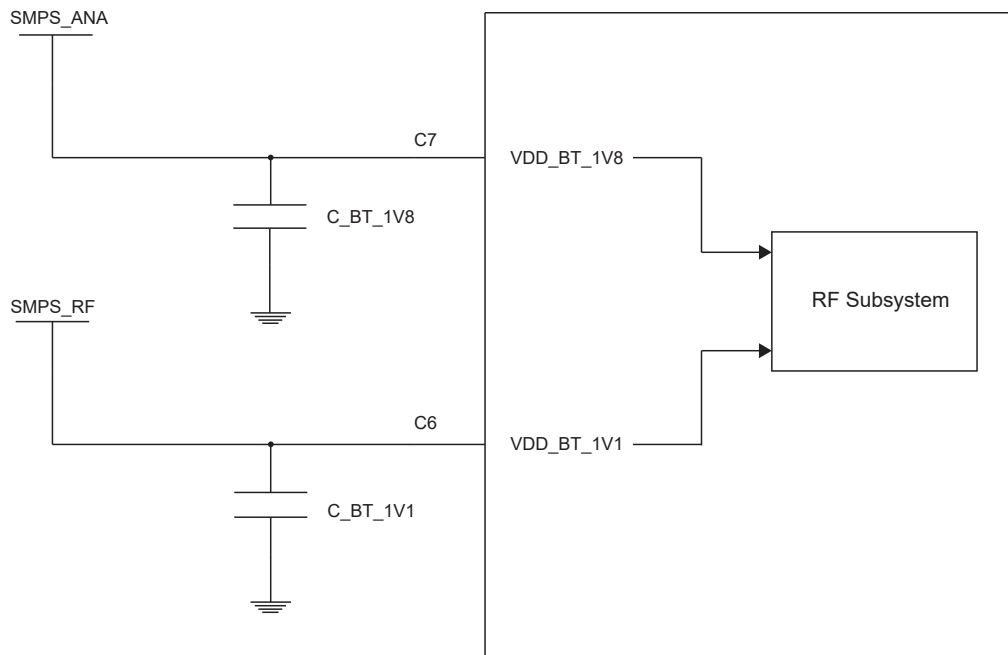 SMPS_ANA
C7
VDD_BT_1V8
C_BT_1V8
RF Subsystem
SMPS_RF
C6
VDD_BT_1V1
C_BT_1V1